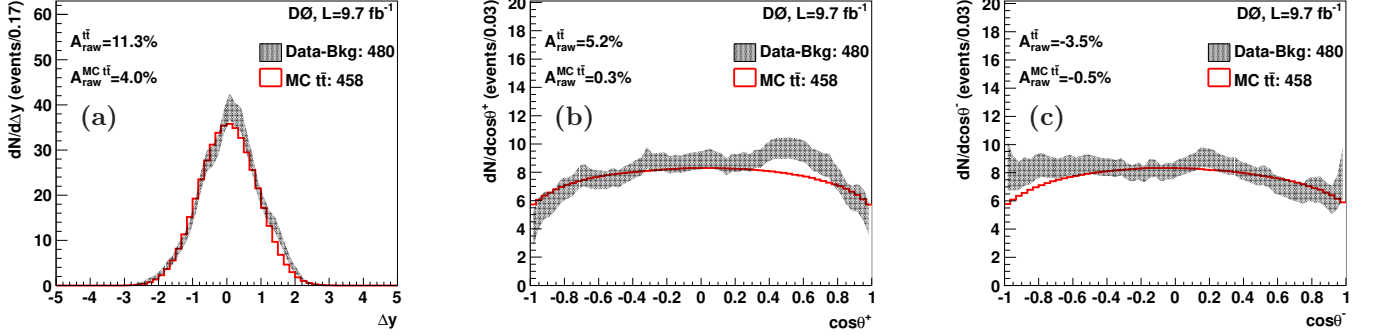 dN/dΔy (events/0.17)
60
50
40
30
20
10
0
DØ, L=9.7 fb⁻¹
A_raw^{tt̄}=11.3%
A_raw^{MC tt̄}=4.0%
Data-Bkg: 480
MC tt̄: 458
(a)
-5 -4 -3 -2 -1 0 1 2 3 4 5
Δy
dN/dcosθ⁺ (events/0.03)
20
18
16
14
12
10
8
6
4
2
0
DØ, L=9.7 fb⁻¹
A_raw^{tt̄}=5.2%
A_raw^{MC tt̄}=0.3%
Data-Bkg: 480
MC tt̄: 458
(b)
-1 -0.8 -0.6 -0.4 -0.2 0 0.2 0.4 0.6 0.8 1
cosθ⁺
dN/dcosθ⁻ (events/0.03)
20
18
16
14
12
10
8
6
4
2
0
DØ, L=9.7 fb⁻¹
A_raw^{tt̄}=-3.5%
A_raw^{MC tt̄}=-0.5%
Data-Bkg: 480
MC tt̄: 458
(c)
-1 -0.8 -0.6 -0.4 -0.2 0 0.2 0.4 0.6 0.8 1
cosθ⁻